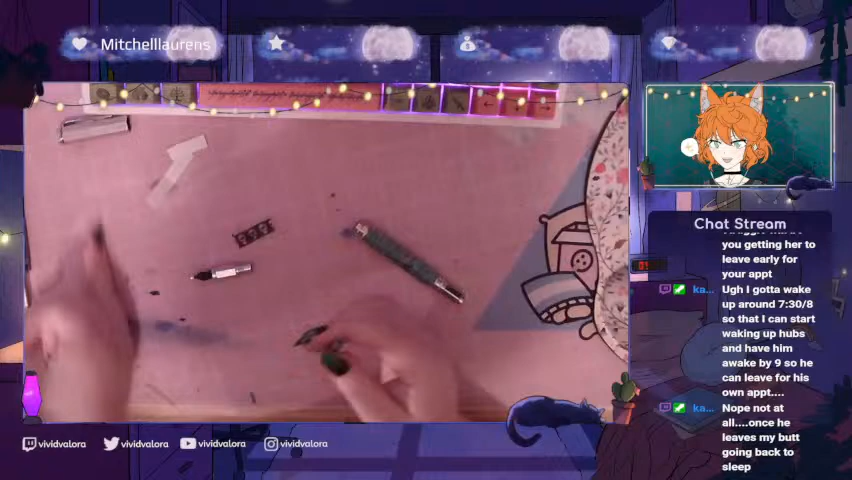 Mitchelllaurens
Chat Stream
you getting her to
leave early for
your appt
ka... Ugh I gotta wake
up around 7:30/8
so that I can start
waking up hubs
and have him
awake by 9 so he
can leave for his
own appt....
ka... Nope not at
all....once he
leaves my butt
going back to
sleep
vividvalora vividvalora vividvalora vividvalora